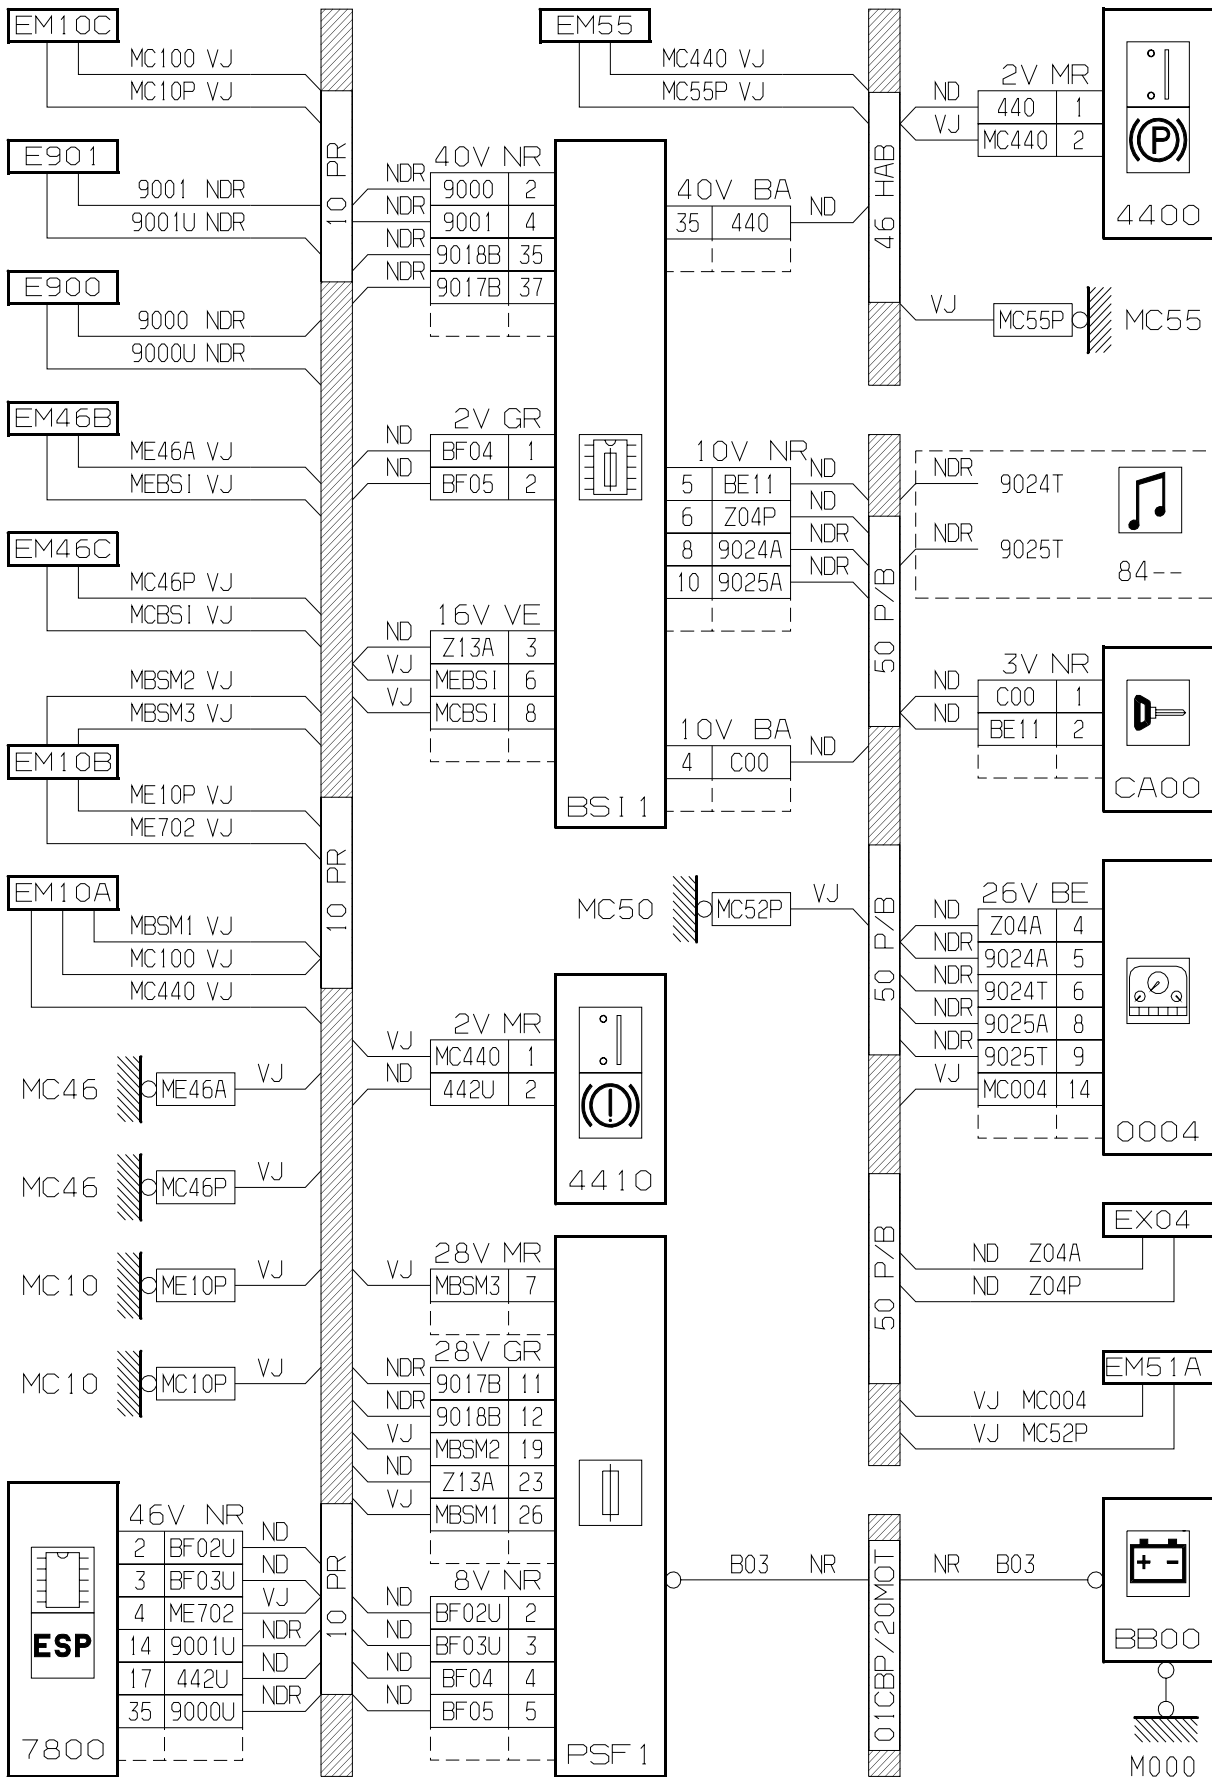 EM10C
MC100 VJ
MC10P VJ
E901
9001 NDR
9001U NDR
E900
9000 NDR
9000U NDR
EM46B
ME46A VJ
MEBSI VJ
EM46C
MC46P VJ
MCBSI VJ
MBSM2 VJ
MBSM3 VJ
EM10B
ME10P VJ
ME702 VJ
EM10A
MBSM1 VJ
MC100 VJ
MC440 VJ
MC46 ME46A VJ
MC46 MC46P VJ
MC10 ME10P VJ
MC10 MC10P VJ
46V NR
2 BF02U ND
3 BF03U ND
4 ME702 VJ
14 9001U NDR
17 442U ND
35 9000U NDR
ESP
7800
10 PR
10 PR
10 PR
40V NR
NDR 9000 2
NDR 9001 4
NDR 9018B 35
NDR 9017B 37
2V GR
ND BF04 1
ND BF05 2
16V VE
ND Z13A 3
VJ MEBSI 6
VJ MCBSI 8
BSI1
2V MR
VJ MC440 1
ND 442U 2
4410
28V MR
VJ MBSM3 7
28V GR
NDR 9017B 11
NDR 9018B 12
VJ MBSM2 19
ND Z13A 23
VJ MBSM1 26
8V NR
ND BF02U 2
ND BF03U 3
ND BF04 4
ND BF05 5
PSF1
EM55
MC440 VJ
MC55P VJ
40V BA
35 440 ND
10V NR
5 BE11 ND
6 Z04P ND
8 9024A NDR
10 9025A NDR
10V BA
4 C00 ND
MC50 MC52P VJ
B03 NR
46 HAB
50 P/B
50 P/B
50 P/B
01CBP/20MOT
2V MR
ND 440 1
VJ MC440 2
P
4400
VJ MC55P MC55
NDR 9024T
NDR 9025T
84--
3V NR
ND C00 1
ND BE11 2
CA00
26V BE
ND Z04A 4
NDR 9024A 5
NDR 9024T 6
NDR 9025A 8
NDR 9025T 9
VJ MC004 14
0004
EX04
ND Z04A
ND Z04P
EM51A
VJ MC004
VJ MC52P
NR B03
+ -
BB00
M000